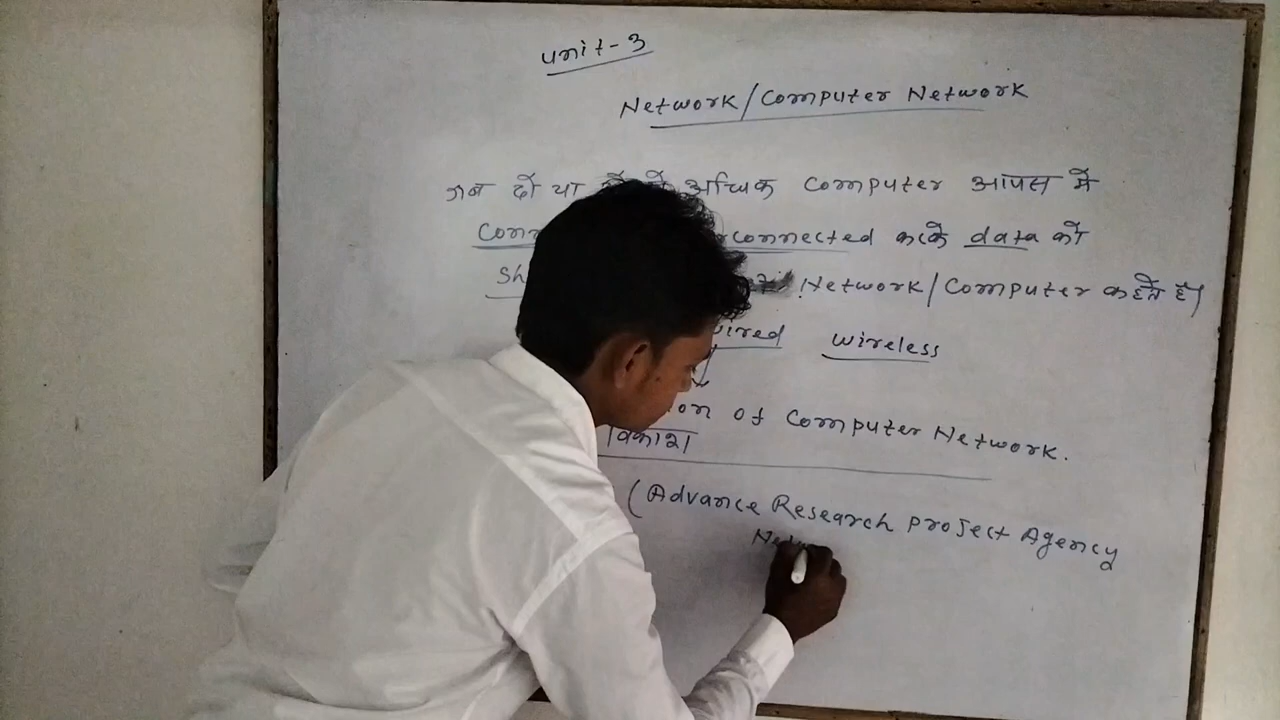 Unit-3
Network/Computer Network
जब दो या अधिक Computer आपस में
connected करके data को
Network/Computer कहते हैं।
wireless
of Computer Network.
विकाश
(Advance Research Project Agency